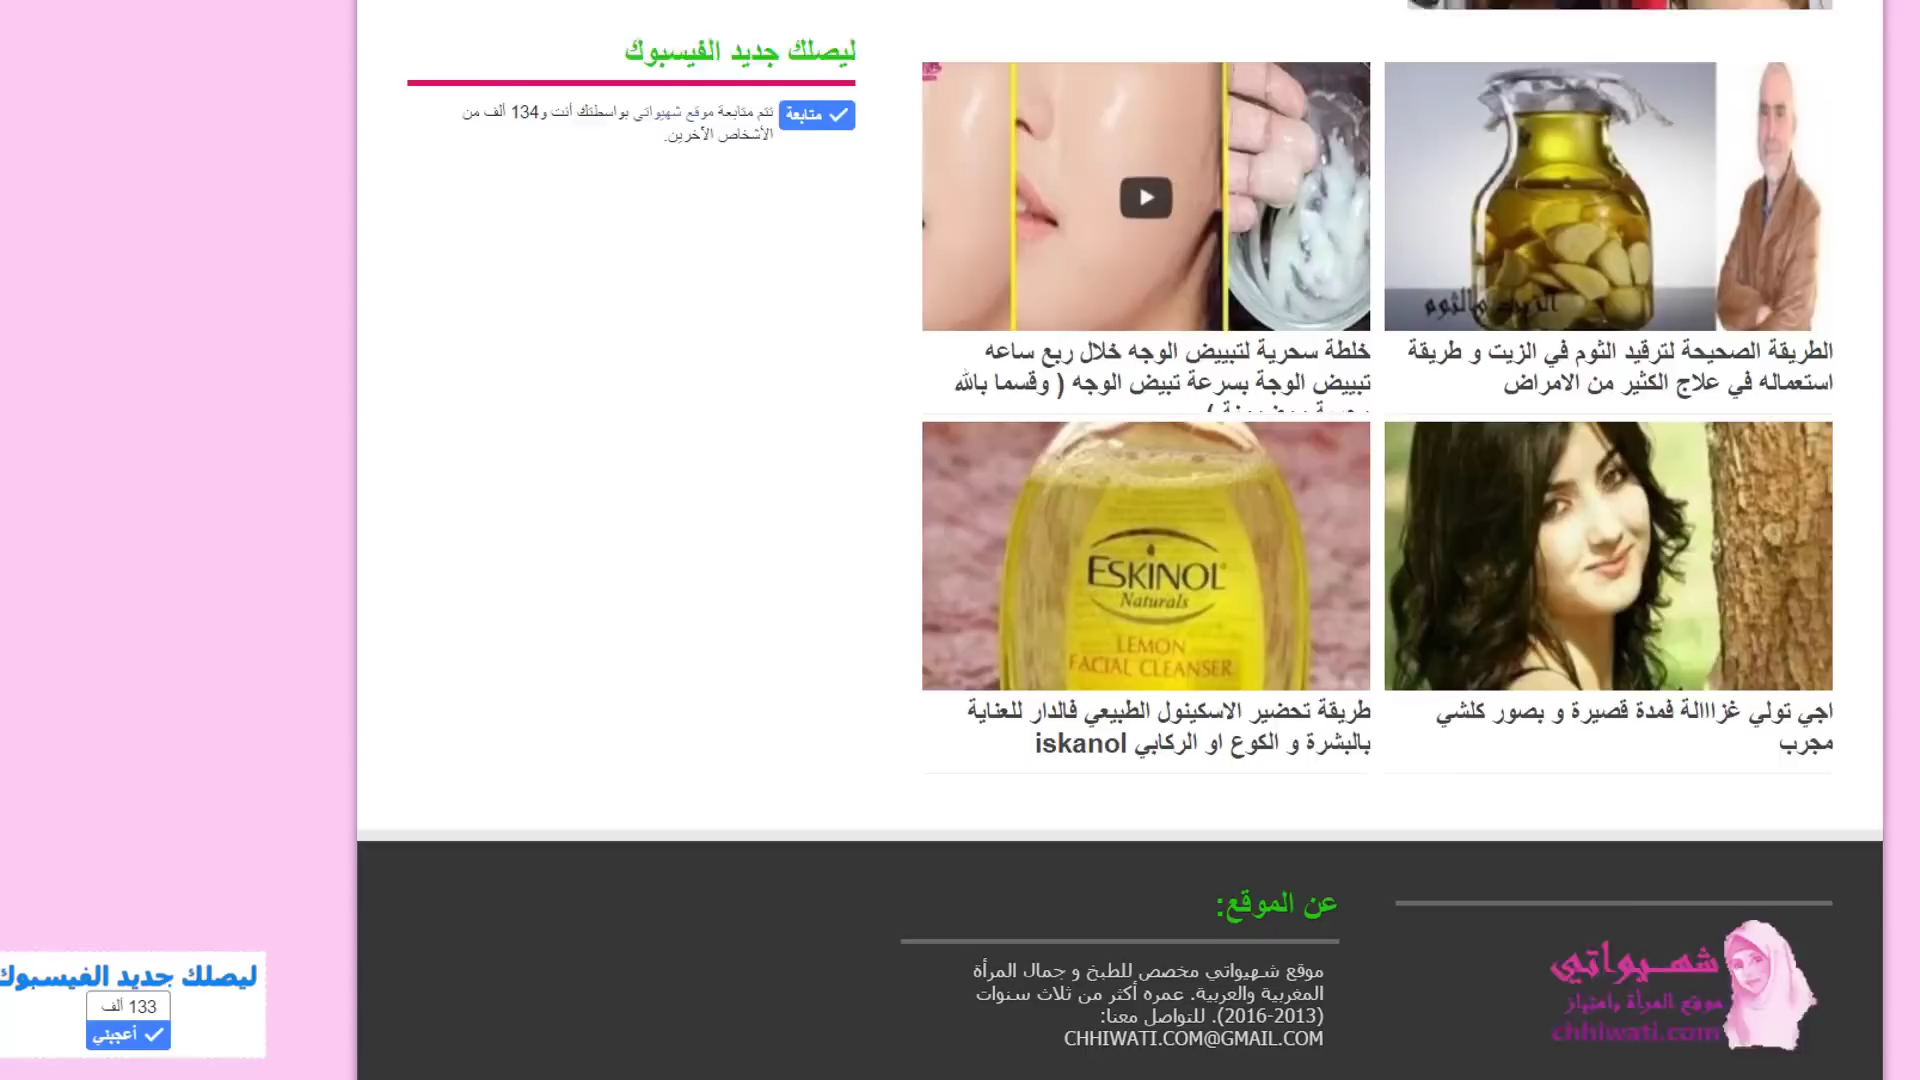 ليصلك جديد الفيسبوك
متابعة
تتم متابعة موقع شهيواتي بواسطتك أنت و134 ألف من
الأشخاص الآخرين.
الزيت والثوم
الطريقة الصحيحة لترقيد الثوم في الزيت و طريقة
استعماله في علاج الكثير من الامراض
خلطة سحرية لتبييض الوجه خلال ربع ساعه
تبييض الوجة بسرعة تبيض الوجه ( وقسما بالله
ESKINOL
Naturals
LEMON
FACIAL CLEANSER
اجي تولي غزااالة فمدة قصيرة و بصور كلشي
مجرب
طريقة تحضير الاسكينول الطبيعي فالدار للعناية
بالبشرة و الكوع او الركابي iskanol
شهيواتي
موقع المرأة بامتياز
chhiwati.com
عن الموقع:
موقع شهيواتي مخصص للطبخ و جمال المرأة
المغربية والعربية. عمره أكثر من ثلاث سنوات
(2013-2016). للتواصل معنا:
CHHIWATI.COM@GMAIL.COM
ليصلك جديد الفيسبوك
133 ألف
أعجبني